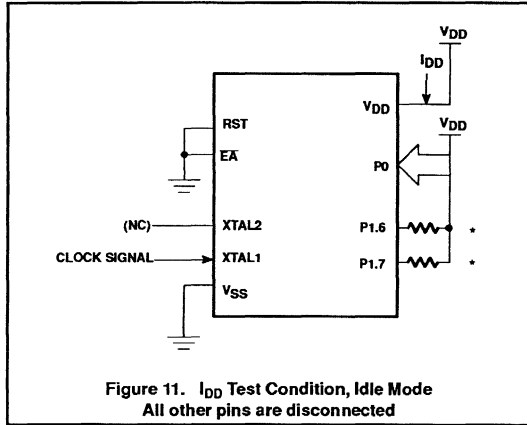 VDD
IDD
VDD
VDD
RST
EA
P0
(NC)
XTAL2
P1.6
*
CLOCK SIGNAL
XTAL1
P1.7
*
VSS
Figure 11. IDD Test Condition, Idle Mode
All other pins are disconnected